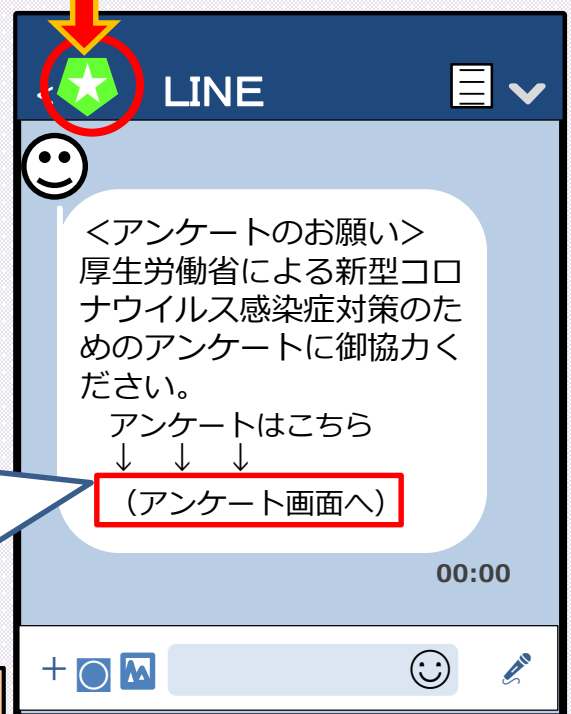 LINE
＜アンケートのお願い＞
厚生労働省による新型コロ
ナウイルス感染症対策のた
めのアンケートに御協力く
ださい。
アンケートはこちら
↓ ↓ ↓
（アンケート画面へ）
00:00